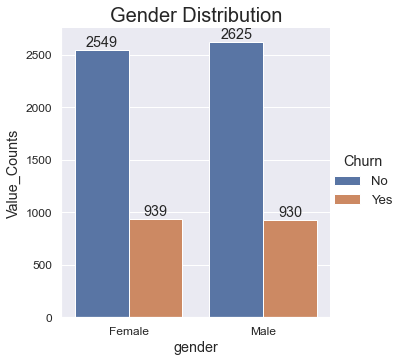 Gender Distribution
Value_Counts
2500
2000
1500
1000
500
0
2549
939
2625
930
Female
Male
gender
Churn
No
Yes